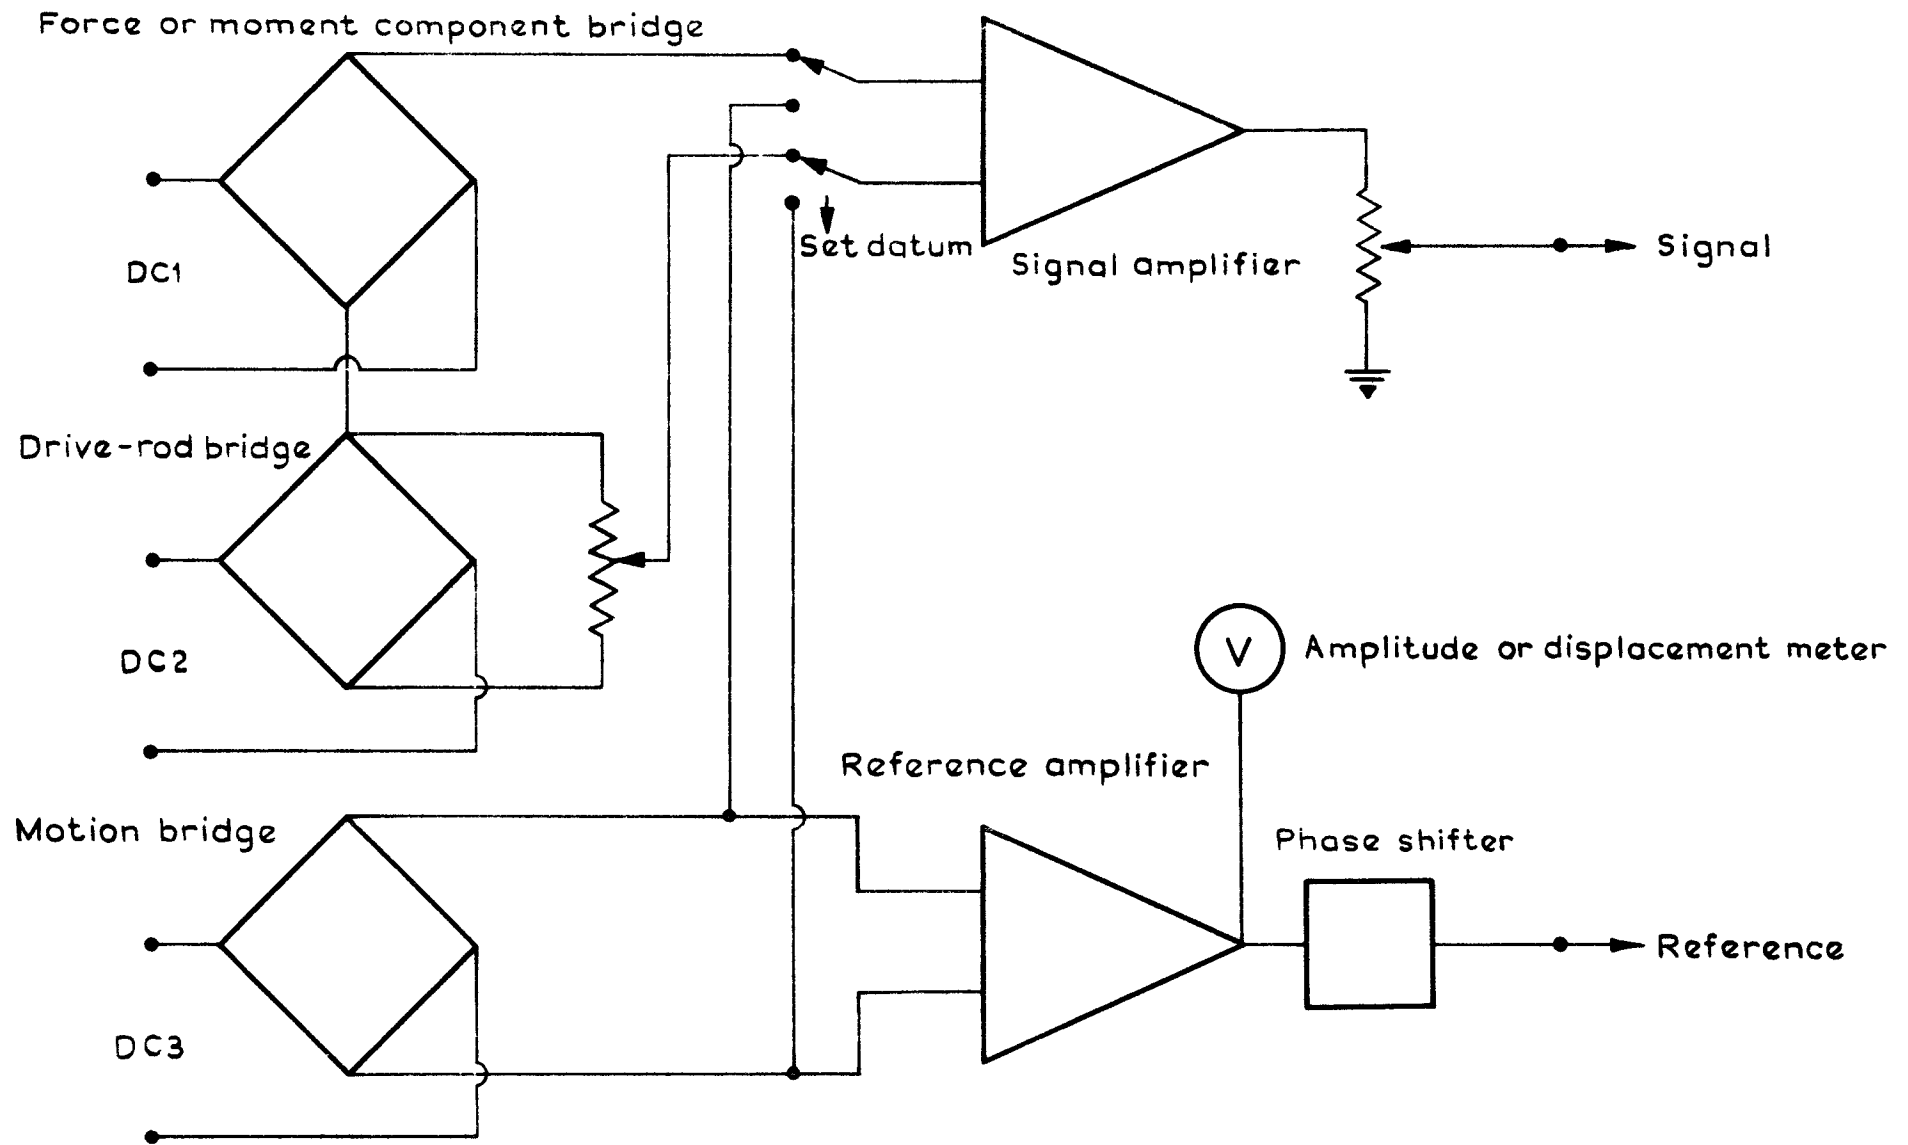 Force or moment component bridge
Set datum
Signal amplifier
Signal
DC1
Drive-rod bridge
DC2
V
Amplitude or displacement meter
Reference amplifier
Motion bridge
Phase shifter
Reference
DC3